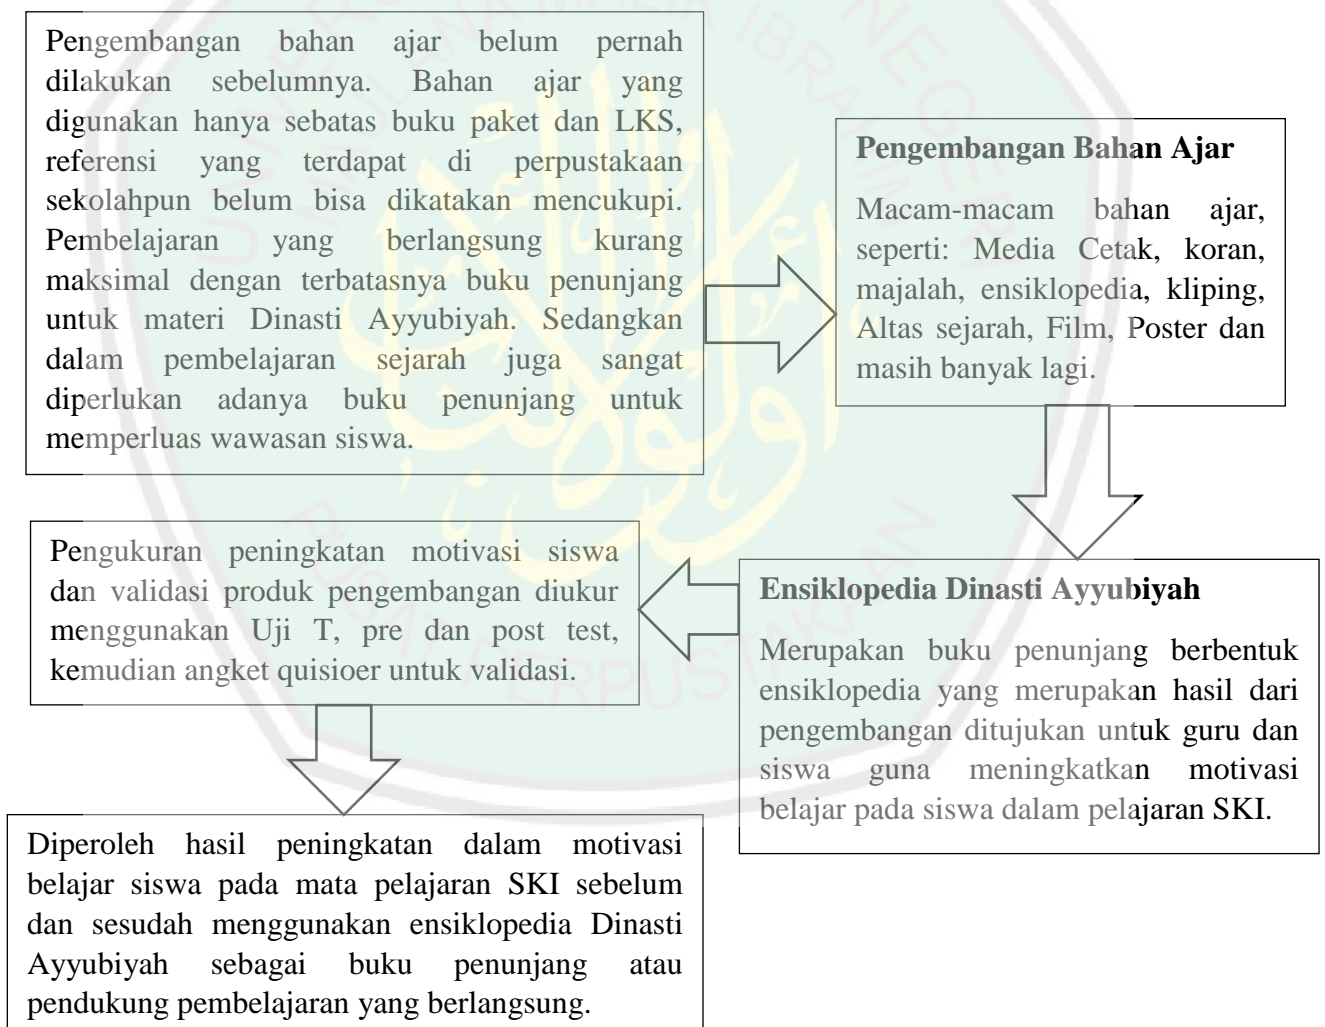 Pengembangan bahan ajar belum pernah
dilakukan sebelumnya. Bahan ajar yang
digunakan hanya sebatas buku paket dan LKS,
referensi yang terdapat di perpustakaan
sekolahpun belum bisa dikatakan mencukupi.
Pembelajaran yang berlangsung kurang
maksimal dengan terbatasnya buku penunjang
untuk materi Dinasti Ayyubiyah. Sedangkan
dalam pembelajaran sejarah juga sangat
diperlukan adanya buku penunjang untuk
memperluas wawasan siswa.
Pengembangan Bahan Ajar
Macam-macam bahan ajar,
seperti: Media Cetak, koran,
majalah, ensiklopedia, kliping,
Altas sejarah, Film, Poster dan
masih banyak lagi.
Ensiklopedia Dinasti Ayyubiyah
Merupakan buku penunjang berbentuk
ensiklopedia yang merupakan hasil dari
pengembangan ditujukan untuk guru dan
siswa guna meningkatkan motivasi
belajar pada siswa dalam pelajaran SKI.
Pengukuran peningkatan motivasi siswa
dan validasi produk pengembangan diukur
menggunakan Uji T, pre dan post test,
kemudian angket quisioer untuk validasi.
Diperoleh hasil peningkatan dalam motivasi
belajar siswa pada mata pelajaran SKI sebelum
dan sesudah menggunakan ensiklopedia Dinasti
Ayyubiyah sebagai buku penunjang atau
pendukung pembelajaran yang berlangsung.
PUSAT PERPUSTAKAAN